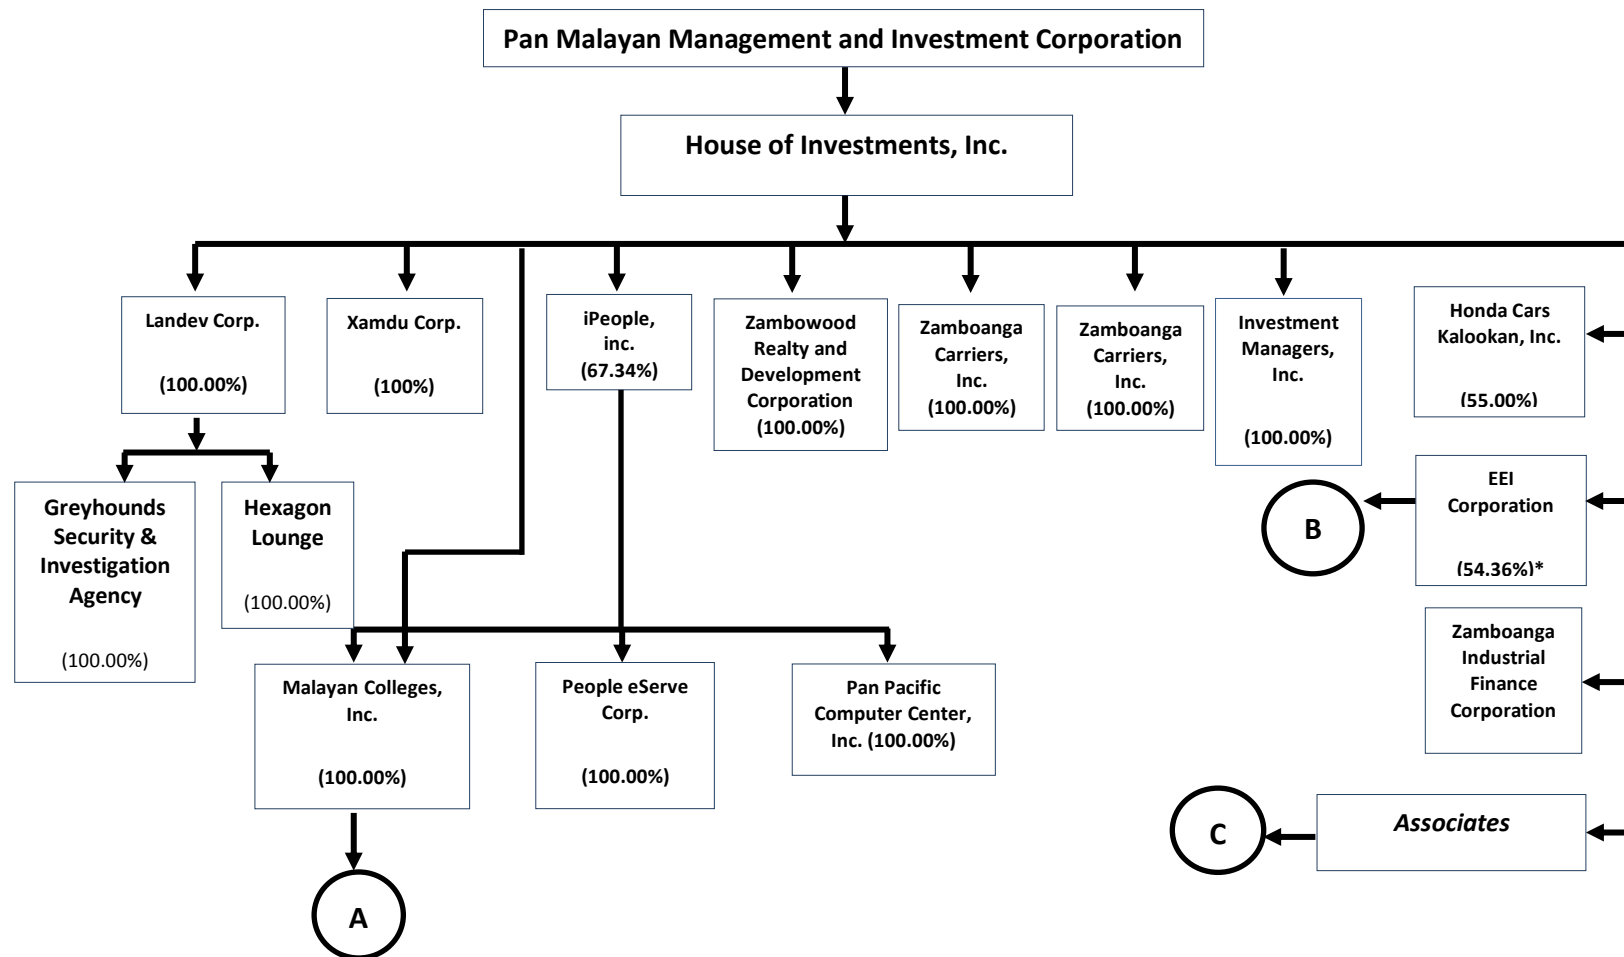 Pan Malayan Management and Investment Corporation
House of Investments, Inc.
Landev Corp.
(100.00%)
Xamdu Corp.
(100%)
iPeople,
inc.
(67.34%)
Zambowood
Realty and
Development
Corporation
(100.00%)
Zamboanga
Carriers,
Inc.
(100.00%)
Zamboanga
Carriers,
Inc.
(100.00%)
Investment
Managers,
Inc.
(100.00%)
Honda Cars
Kalookan, Inc.
(55.00%)
Greyhounds
Security &
Investigation
Agency
(100.00%)
Hexagon
Lounge
(100.00%)
B
EEI
Corporation
(54.36%)*
Zamboanga
Industrial
Finance
Corporation
Malayan Colleges,
Inc.
(100.00%)
People eServe
Corp.
(100.00%)
Pan Pacific
Computer Center,
Inc. (100.00%)
C
Associates
A